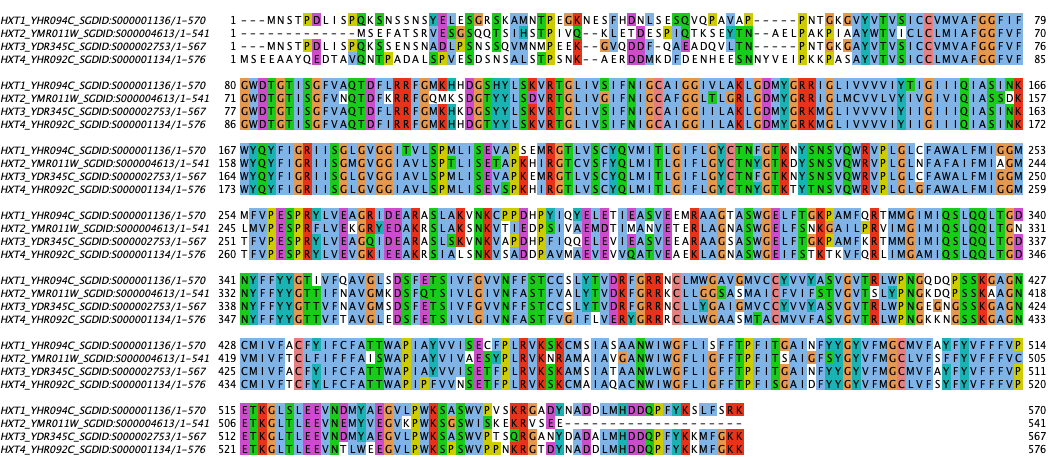 HXT1_YHR094C_SGDID:S000001136/1-570 1 ---MNSTPDLISPQKSNSSNSYELESGRSKAMNTPEGKNESFHDNLSESQVQPAVAP----PNTGKGVYVTVSICCVMVAFGGFIF 79
HXT2_YMR011W_SGDID:S000004613/1-541 1 -------------MSEFATSRVESGSQQTSIHSTPIVQ--KLETDESPIQTKSEYTN---AELPAKPIAAYWTVICLCLMIAFGGFVF 70
HXT3_YDR345C_SGDID:S000002753/1-567 1 ---MNSTPDLISPQKSSENSNADLPSNSSQVMNMPEEK--GVQDDF-QAEADQVLTN----PNTGKGAYVTVSICCVMVAFGGFVF 76
HXT4_YHR092C_SGDID:S000001134/1-576 1 MSEEAAYQEDTAVQNTPADALSPVESDSNSALSTPSNK---AERDDMKDFDENHEESNNYVEIPKKPASAYVTVSICCLMVAFGGFVF 85
HXT1_YHR094C_SGDID:S000001136/1-570 80 GWDTGTISGFVAQTDFLRRFGMKHHDGSHYLSKVRTGLIVSIFNIGCAIGGIVLAKLGDMYGRRIGLIVVVVIYTIGIIIQIASINK 166
HXT2_YMR011W_SGDID:S000004613/1-541 71 GWDTGTISGFVNQTDFKRRFGQMKSDGTYYLSDVRTGLIVGIFNIGCAFGGLTLGRLGDMYGRRIGLMCVVLVYIVGIVIQIASSDK 157
HXT3_YDR345C_SGDID:S000002753/1-567 77 GWDTGTISGFVAQTDFLRRFGMKHHDGSHYLSKVRTGLIVSIFNIGCAIGGIVLAKLGDMYGRRIGLIVVVVIYTIGIIIQIASINK 163
HXT4_YHR092C_SGDID:S000001134/1-576 86 GWDTGTISGFVAQTDFIRRFGMKHHDGTYYLSKVRTGLIVSIFNIGCAIGGIILAKLGDMYGRKMGLIVVVVIYIIGIIIQIASINK 172
HXT1_YHR094C_SGDID:S000001136/1-570 167 WYQYFIGRIISGLGVGGITVLSPMLISEVAPSEMRGTLVSCYQVMITLGIFLGYCTNFGTKNYSNSVQWRVPLGLCFAWALFMIGGM 253
HXT2_YMR011W_SGDID:S000004613/1-541 158 WYQYFIGRIISGMGVGGIAVLSPTLISETAPKHIRGTCVSFYQLMITLGIFLGYCTNYGTKDYSNSVQWRVPLGLNFAFAIFMIAGM 244
HXT3_YDR345C_SGDID:S000002753/1-567 164 WYQYFIGRIISGLGVGGIAVLSPMLISEVAPKEMRGTLVSCYQLMITLGIFLGYCTNFGTKNYSNSVQWRVPLGLCFAWALFMIGGM 250
HXT4_YHR092C_SGDID:S000001134/1-576 173 WYQYFIGRIISGLGVGGIAVLSPMLISEVSPKHIRGTLVSCYQLMITLGIFLGYCTNYGTKTYTNSVQWRVPLGLGFAWALFMIGGM 259
HXT1_YHR094C_SGDID:S000001136/1-570 254 MFVPESPRYLVEAGRIDEARASLAKVNKCPPDHPYIQYELETIEASVEEMRAAGTASWGELFTGKPAMFQRTMMGIMIQSLQQLTGD 340
HXT2_YMR011W_SGDID:S000004613/1-541 245 LMVPESPRFLVEKGRYEDAKRSLAKSNKVTIEDPSIVAEMDTIMANVETERLAGNASWGELFSNKGAILPRVIMGIMIQSLQQLTGN 331
HXT3_YDR345C_SGDID:S000002753/1-567 251 TFVPESPRYLVEAGQIDEARASLSKVNKVAPDHPFIQQELEVIEASVEEARAAGSASWGELFTGKPAMFKRTMMGIMIQSLQQLTGD 337
HXT4_YHR092C_SGDID:S000001134/1-576 260 TFVPESPRYLVEVGKIEEAKRSIALSNKVSADDPAVMAEVEVVQATVEAEKLAGNASWGEIFSTKTKVFQRLIMGAMIQSLQQLTGD 346
HXT1_YHR094C_SGDID:S000001136/1-570 341 NYFFYYGTIVFQAVGLSDSFETSIVFGVVNFFSTCCSLYTVDRFGRRNCLMWGAVGMVCCYVVYASVGVTRLWPNGQDQPSSKGAGN 427
HXT2_YMR011W_SGDID:S000004613/1-541 332 NYFFYYGTTIFNAVGMKDSFQTSIVLGIVNFASTFVALYTVDKFGRRKCLLGGSASMAICFVIFSTVGVTSLYPNGKDQPSSKAAGN 418
HXT3_YDR345C_SGDID:S000002753/1-567 338 NYFFYYGTTVFNAVGMSDSFETSIVFGVVNFFSTCCSLYTVDRFGRRNCLLYGAIGMVCCYVVYASVGVTRLWPNGEGNGSSKGAGN 424
HXT4_YHR092C_SGDID:S000001134/1-576 347 NYFFYYGTTVFTAVGLEDSFETSIVLGIVNFASTFVGIFLVERYGRRRCLLWGAASMTACMVVFASVGVTRLWPNGKKNGSSKGAGN 433
HXT1_YHR094C_SGDID:S000001136/1-570 428 CMIVFACFYIFCFATTWAPIAYVVISECFPLRVKSKCMSIASAANWIWGFLISFFTPFITGAINFYYGYVFMGCMVFAYFYVFFFVP 514
HXT2_YMR011W_SGDID:S000004613/1-541 419 VMIVFTCLFIFFFAISWAPIAYVIVAESYPLRVKNRAMAIAVGANWIWGFLIGFFTPFITSAIGFSYGYVFMGCLVFSFFYVFFFVC 505
HXT3_YDR345C_SGDID:S000002753/1-567 425 CMIVFACFYIFCFATTWAPIAYVVISETFPLRVKSKCMSIASAANWIWGFLIGFFTPFITGAINFYYGYVFMGCMVFAYFYVFFFVP 511
HXT4_YHR092C_SGDID:S000001134/1-576 434 CMIVFTCFYLFCFATTWAPIPFVVNSETFPLRVKSKCMAIAQACNWIWGFLIGFFTPFISGAIDFYYGYVFMGCLVFSYFYVFFFVP 520
HXT1_YHR094C_SGDID:S000001136/1-570 515 ETKGLSLEEVNDMYAEGVLPWKSASWVPVSKRGADYNADDLMHDDQPFYKSLFSRK 570
HXT2_YMR011W_SGDID:S000004613/1-541 506 ETKGLTLEEVNEMYVEGVKPWKSGSWISKEKRVSEE-------------------- 541
HXT3_YDR345C_SGDID:S000002753/1-567 512 ETKGLTLEEVNDMYAEGVLPWKSASWVPTSQRGANYDADALMHDDQPFYKKMFGKK 567
HXT4_YHR092C_SGDID:S000001134/1-576 521 ETKGLTLEEVNTLWEEGVLPWKSPSWVPPNKRGTDYNADDLMHDDQPFYKKMFGKK 576